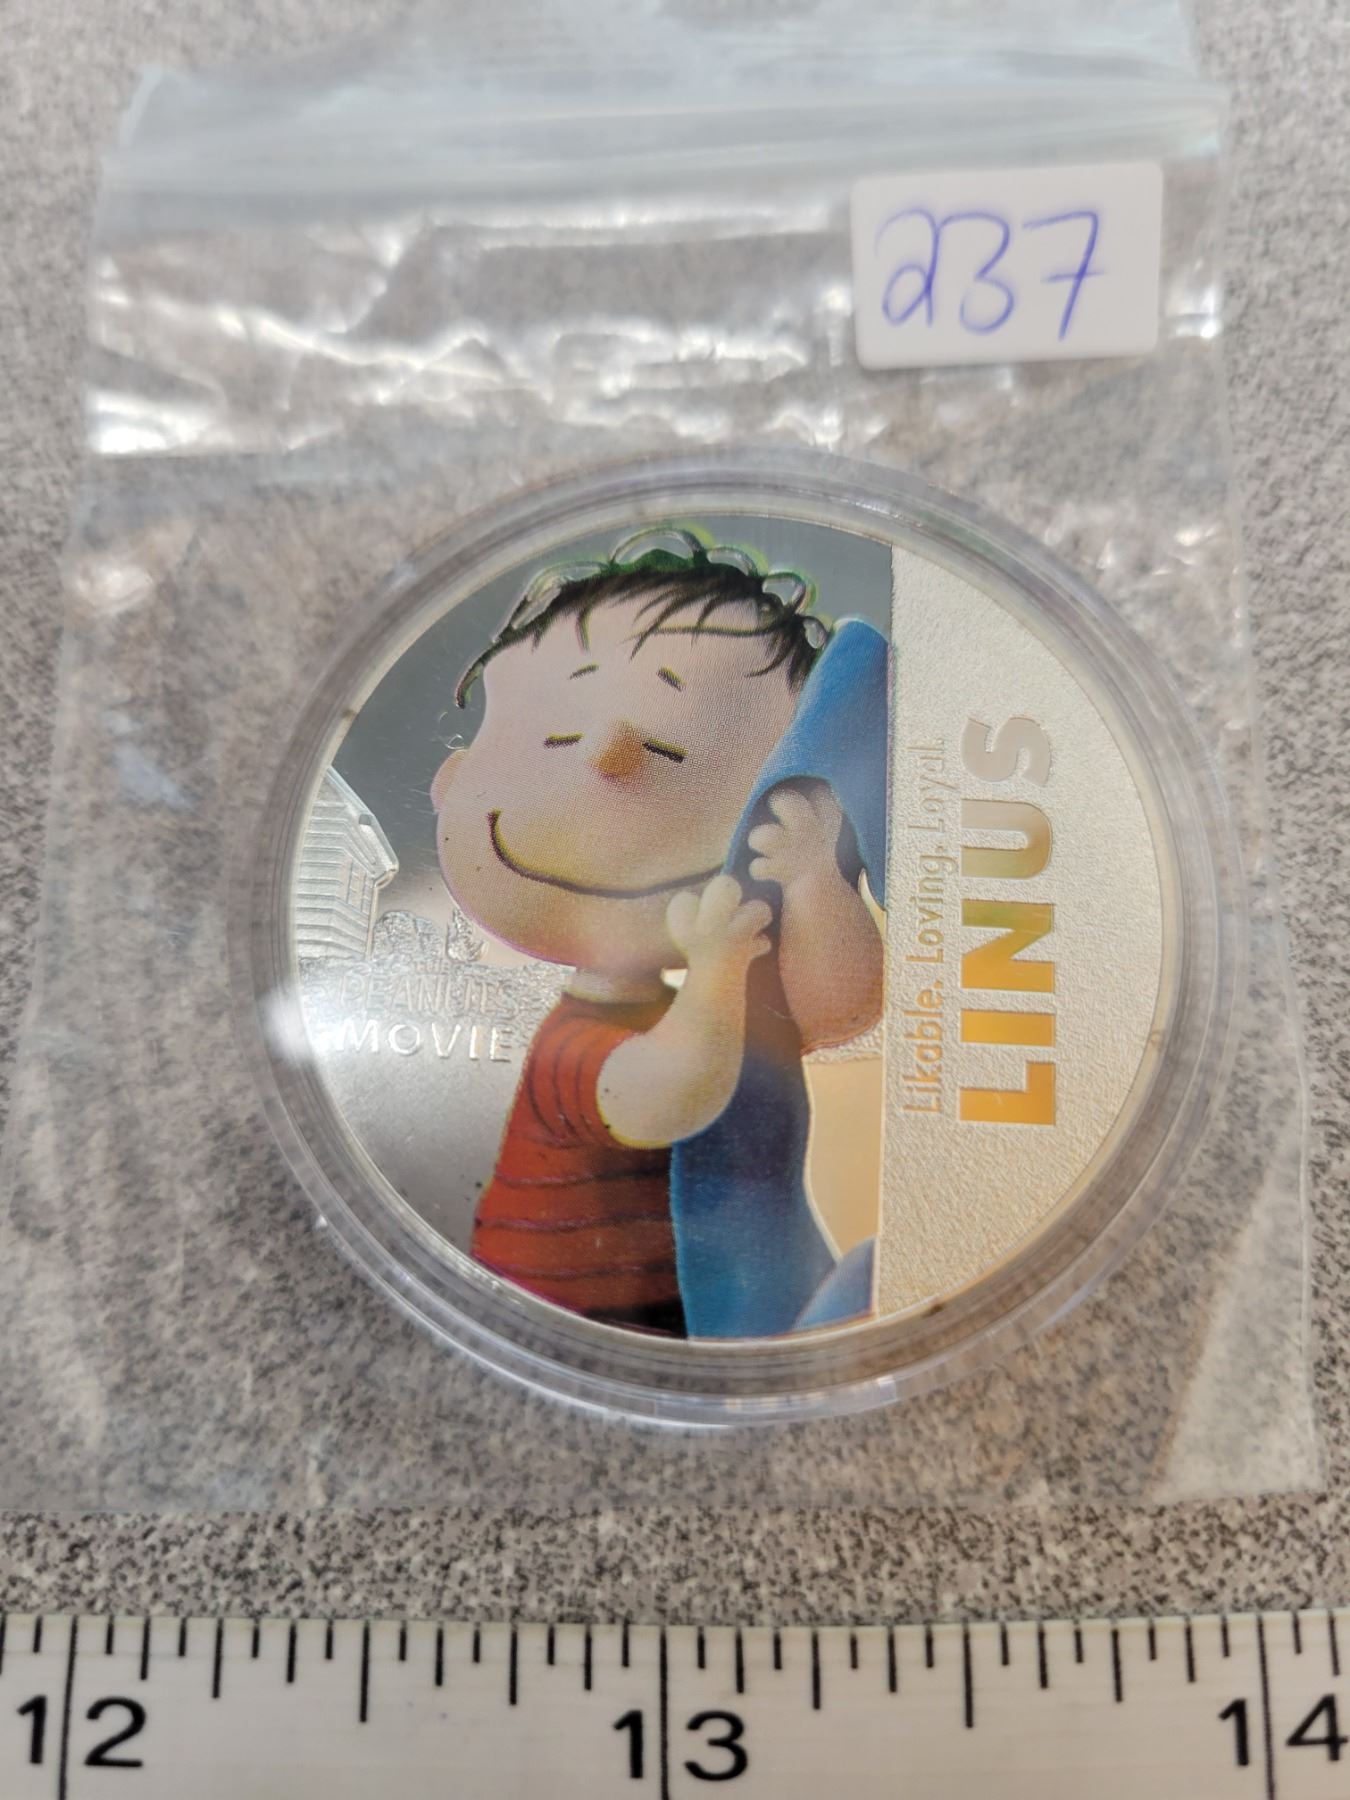 237
PEANUTS
MOVIE
Likable. Loving. Loyal.
LINUS
12 13 14